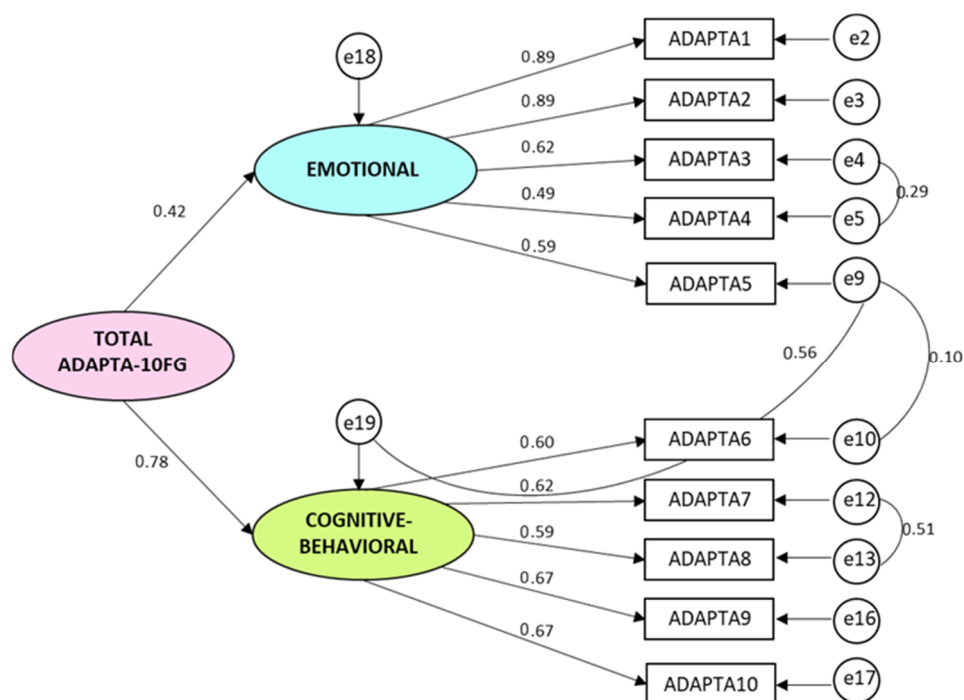 ADAPTA1
e2
e18
0.89
ADAPTA2
e3
0.89
0.62
ADAPTA3
e4
EMOTIONAL
0.49
0.29
0.42
ADAPTA4
e5
0.59
ADAPTA5
e9
TOTAL
ADAPTA-10FG
0.56
0.10
e19
0.60
ADAPTA6
e10
0.78
0.62
ADAPTA7
e12
COGNITIVE-
BEHAVIORAL
0.59
0.51
ADAPTA8
e13
0.67
ADAPTA9
e16
0.67
ADAPTA10
e17